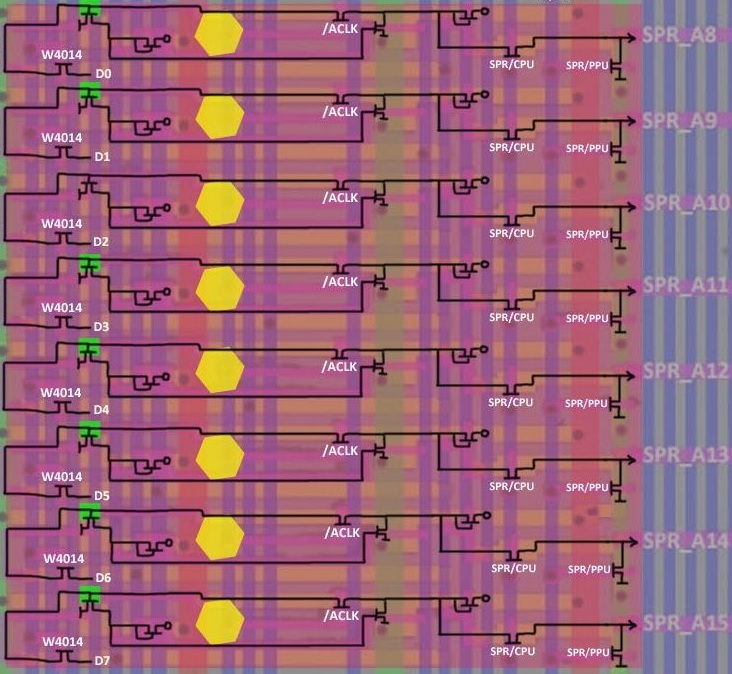 /ACLK SPR_A8
W4014 SPR/CPU SPR/PPU
D0
/ACLK SPR_A9
W4014 SPR/CPU SPR/PPU
D1
/ACLK SPR_A10
W4014 SPR/CPU SPR/PPU
D2
/ACLK SPR_A11
W4014 SPR/CPU SPR/PPU
D3
/ACLK SPR_A12
W4014 SPR/CPU SPR/PPU
D4
/ACLK SPR_A13
W4014 SPR/CPU SPR/PPU
D5
/ACLK SPR_A14
W4014 SPR/CPU SPR/PPU
D6
/ACLK SPR_A15
W4014 SPR/CPU SPR/PPU
D7